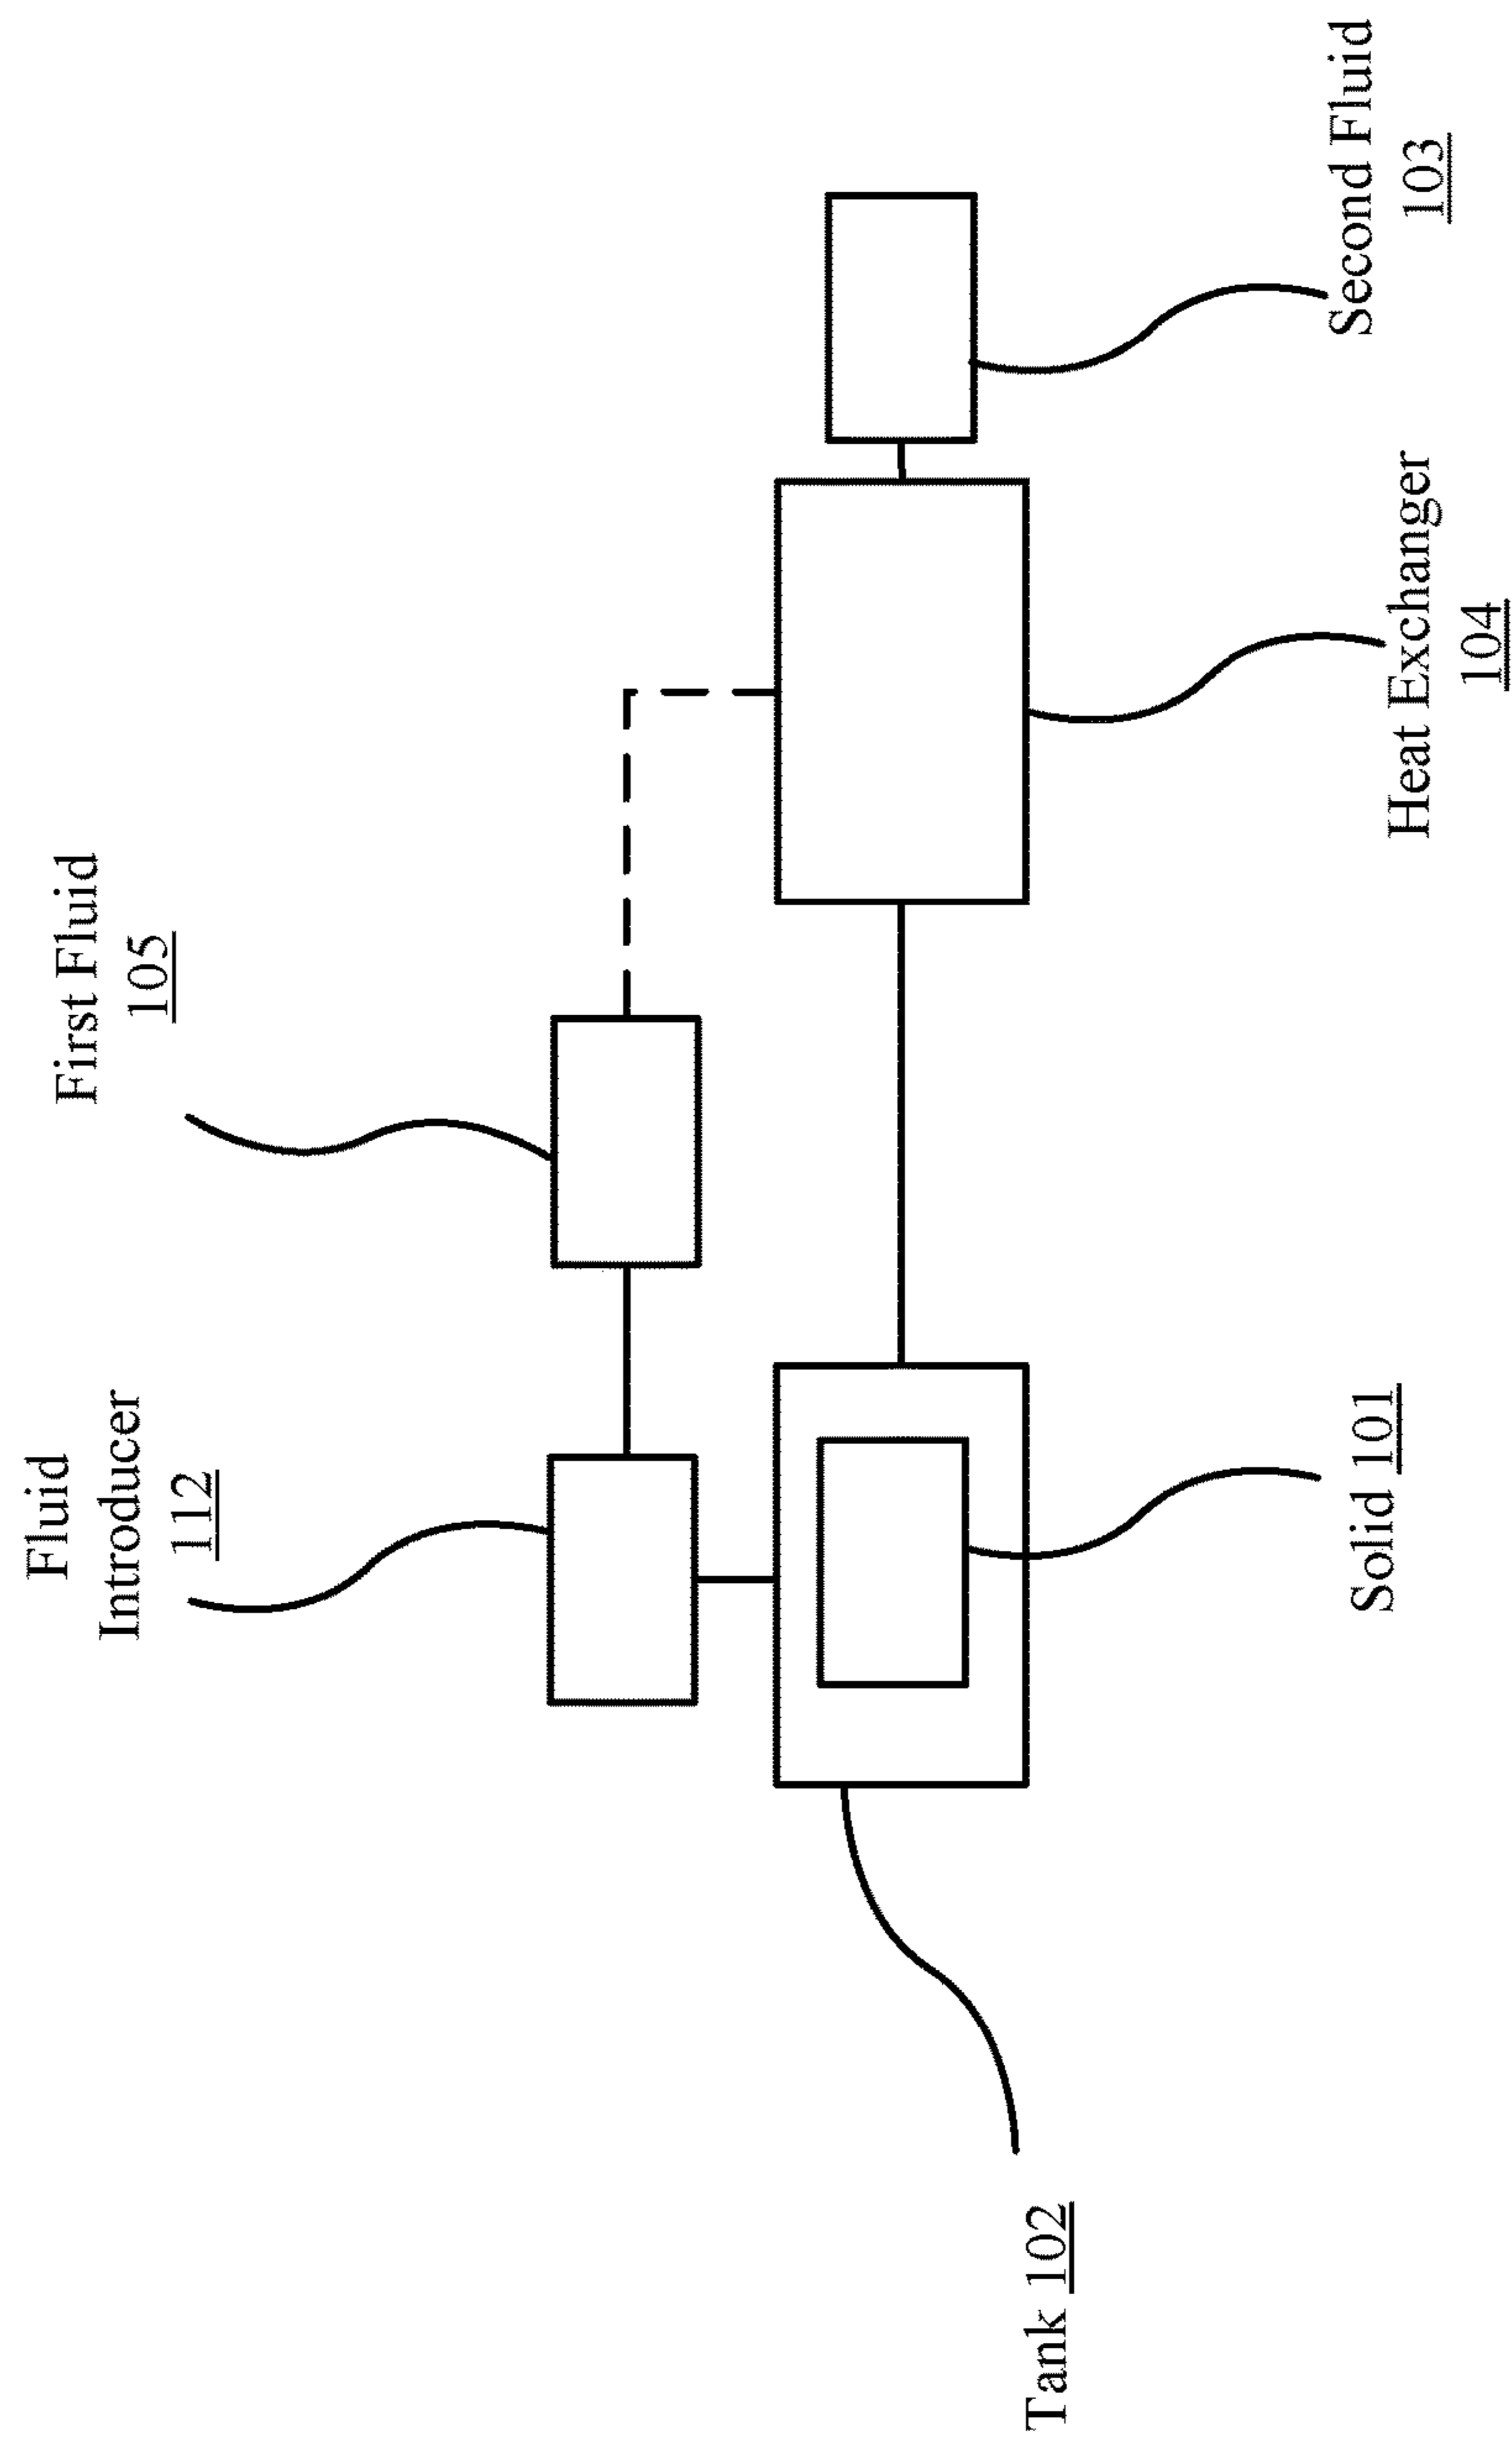 Fluid
Introducer
112
First Fluid
105
Tank 102
Solid 101
Heat Exchanger
104
Second Fluid
103